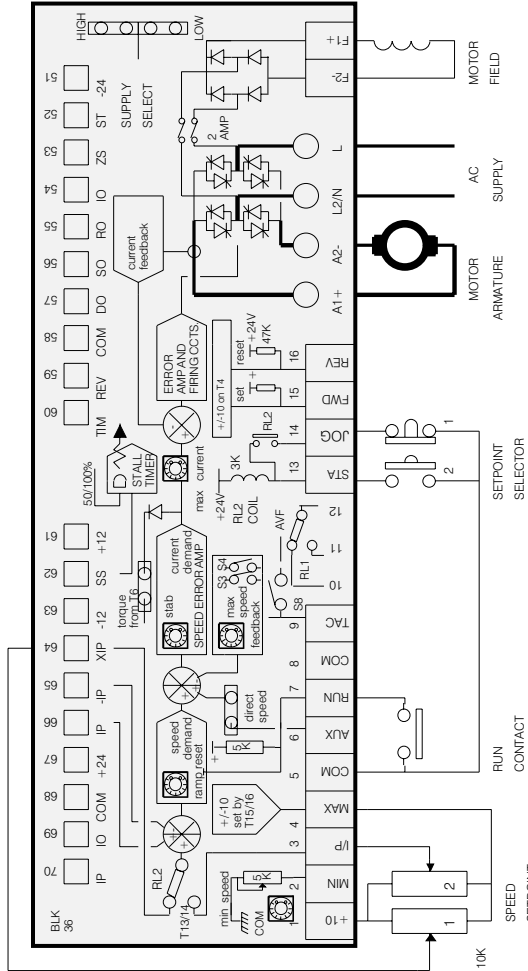 HIGH
LOW
SUPPLY
SELECT
51
-24
52
ST
53
ZS
54
IO
55
RO
56
SO
57
DO
58
COM
59
REV
60
TIM
61
+12
62
SS
63
-12
64
XIP
65
-IP
66
IP
67
+24
68
COM
69
IO
70
IP
BLK
36
2
AMP
current
feedback
ERROR
AMP AND
FIRING CCTS.
+
-
STALL
TIMER
50/100%
max current
torque
from T6
current
demand
stab
SPEED ERROR AMP
S3 S4
max
speed
feedback
+
-
direct
speed
speed
demand
ramp reset
+
5
K
+
-
RL2
T13/14
+/-10
set by
T15/16
min speed
COM
5
K
+/-10 on T4
reset
+24V
47K
set
+
RL2
3K
+24V
RL2
COIL
AVF
RL1
12
11
10
S8
F1+
F2-
L
L2/N
A2-
A1+
16
REV
15
FWD
14
JOG
13
STA
9
TAC
8
COM
7
RUN
6
AUX
5
COM
4
MAX
3
I/P
2
MIN
1
+10
MOTOR
FIELD
AC
SUPPLY
MOTOR
ARMATURE
1
2
SETPOINT
SELECTOR
RUN
CONTACT
2
1
10K
SPEED